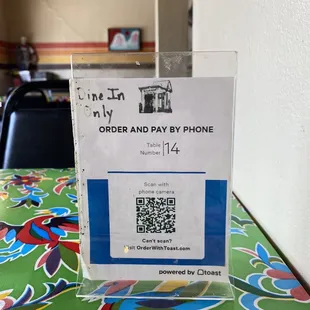 Dine In
Only
ORDER AND PAY BY PHONE
Table
Number 14
Scan with
phone camera
Can't scan?
Visit OrderWithToast.com
powered by toast